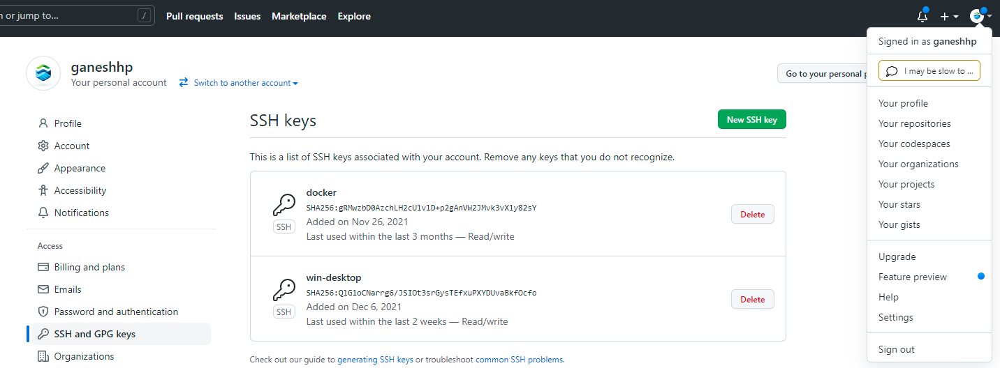 n or jump to... /
Pull requests Issues Marketplace Explore
ganeshhp
Your personal account Switch to another account
Go to your personal p
Profile
Account
Appearance
Accessibility
Notifications
Access
Billing and plans
Emails
Password and authentication
SSH and GPG keys
Organizations
SSH keys
New SSH key
This is a list of SSH keys associated with your account. Remove any keys that you do not recognize.
docker
SHA256:gRMwzbD0AzchLH2cU1vlD+p2gAnVW2JMvk3vX1y82sY
Added on Nov 26, 2021
Last used within the last 3 months — Read/write
SSH
Delete
win-desktop
SHA256:QlG1oCNarrg6/JSIOt3srGysTEfxuPXYDUvaBkfOcfo
Added on Dec 6, 2021
Last used within the last 2 weeks — Read/write
SSH
Delete
Check out our guide to generating SSH keys or troubleshoot common SSH problems.
Signed in as ganeshhp
I may be slow to ...
Your profile
Your repositories
Your codespaces
Your organizations
Your projects
Your stars
Your gists
Upgrade
Feature preview
Help
Settings
Sign out